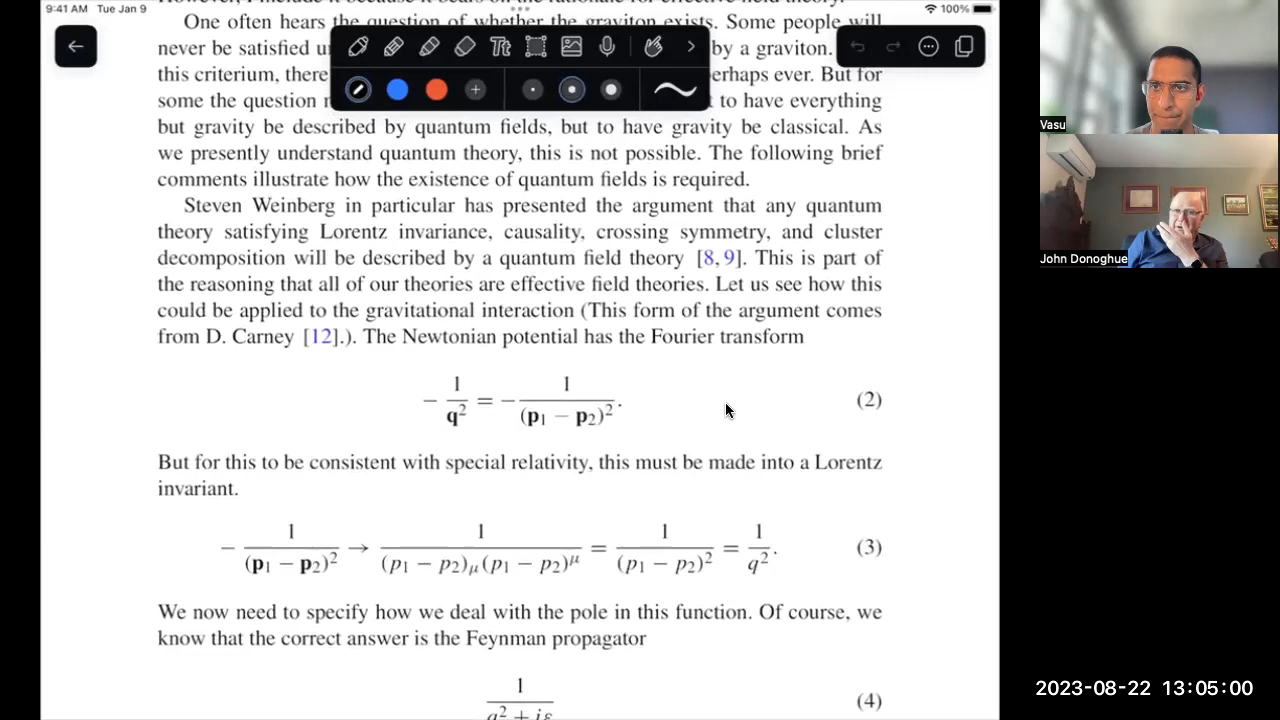 9:41 AM Tue Jan 9
100%
One often hears the question of whether the graviton exists. Some people will
never be satisfied by a graviton.
this criterium, there erhaps ever. But for
some the question to have everything
but gravity be described by quantum fields, but to have gravity be classical. As
we presently understand quantum theory, this is not possible. The following brief
comments illustrate how the existence of quantum fields is required.
Steven Weinberg in particular has presented the argument that any quantum
theory satisfying Lorentz invariance, causality, crossing symmetry, and cluster
decomposition will be described by a quantum field theory [8, 9]. This is part of
the reasoning that all of our theories are effective field theories. Let us see how this
could be applied to the gravitational interaction (This form of the argument comes
from D. Carney [12].). The Newtonian potential has the Fourier transform
− 1/q² = − 1/(p₁ − p₂)². (2)
But for this to be consistent with special relativity, this must be made into a Lorentz
invariant.
− 1/(p₁ − p₂)² → 1/(p₁ − p₂)_μ(p₁ − p₂)^μ = 1/(p₁ − p₂)² = 1/q². (3)
We now need to specify how we deal with the pole in this function. Of course, we
know that the correct answer is the Feynman propagator
1/q² + iε (4)
Tt
Vasu
John Donoghue
2023-08-22 13:05:00